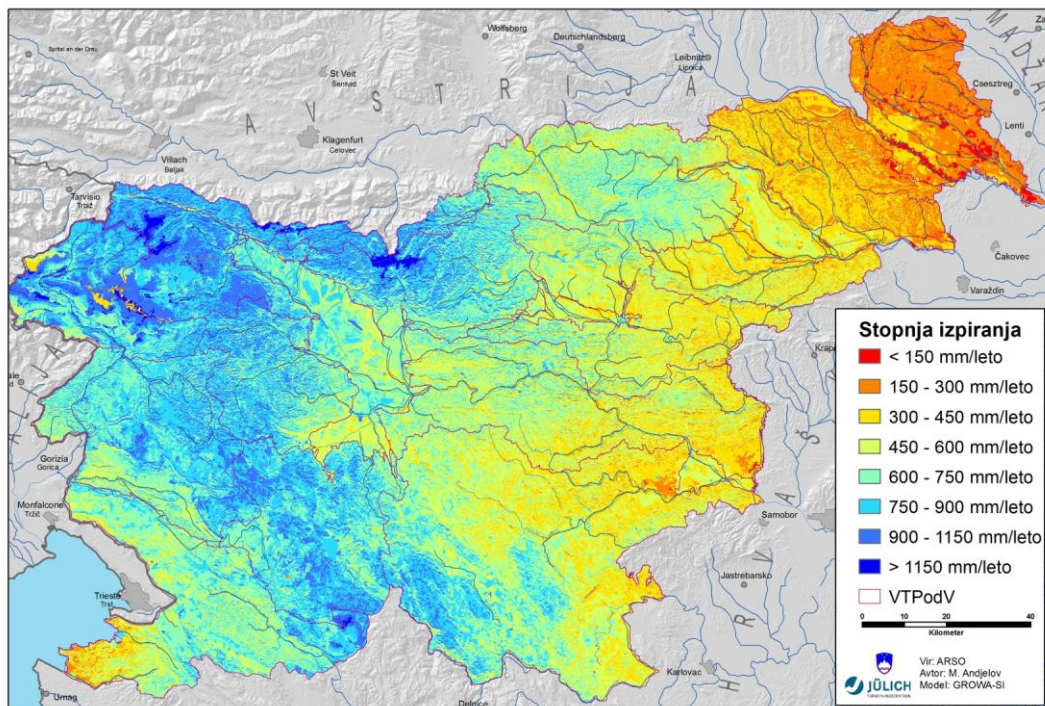 Wolfsberg
Deutschlandsberg
Spittal an der Drau
St Veit
Šentvid
Leibnitz
Lipnica
MADŽAR
Csesztreg
Lenti
AVSTRIJA
Klagenfurt
Celovec
Villach
Beljak
Tarvisio
Trbiž
Čakovec
Varaždin
Gorizia
Gorica
Monfalcone
Tržič
Trieste
Trst
Umag
Samobor
Jastrebarsko
Karlovac
Delnice
Stopnja izpiranja
< 150 mm/leto
150 - 300 mm/leto
300 - 450 mm/leto
450 - 600 mm/leto
600 - 750 mm/leto
750 - 900 mm/leto
900 - 1150 mm/leto
> 1150 mm/leto
VTPodV
0 10 20 40
Kilometer
JÜLICH
FORSCHUNGSZENTRUM
Vir: ARSO
Avtor: M. Andjelov
Model: GROWA-SI